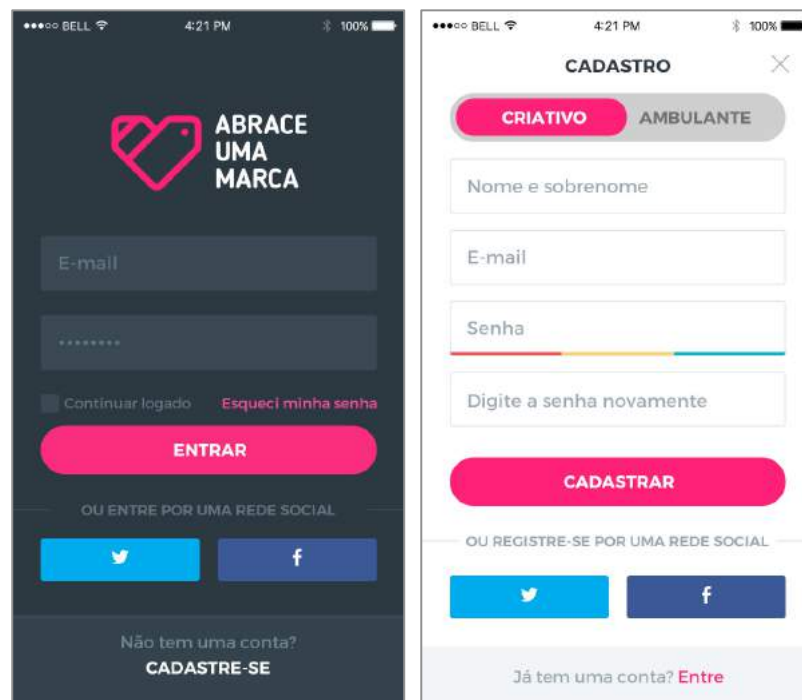 BELL 4:21 PM 100%
ABRACE
UMA
MARCA
E-mail
••••••••
Continuar logado Esqueci minha senha
ENTRAR
OU ENTRE POR UMA REDE SOCIAL
Não tem uma conta?
CADASTRE-SE
BELL 4:21 PM 100%
CADASTRO
CRIATIVO AMBULANTE
Nome e sobrenome
E-mail
Senha
Digite a senha novamente
CADASTRAR
OU REGISTRE-SE POR UMA REDE SOCIAL
Já tem uma conta? Entre